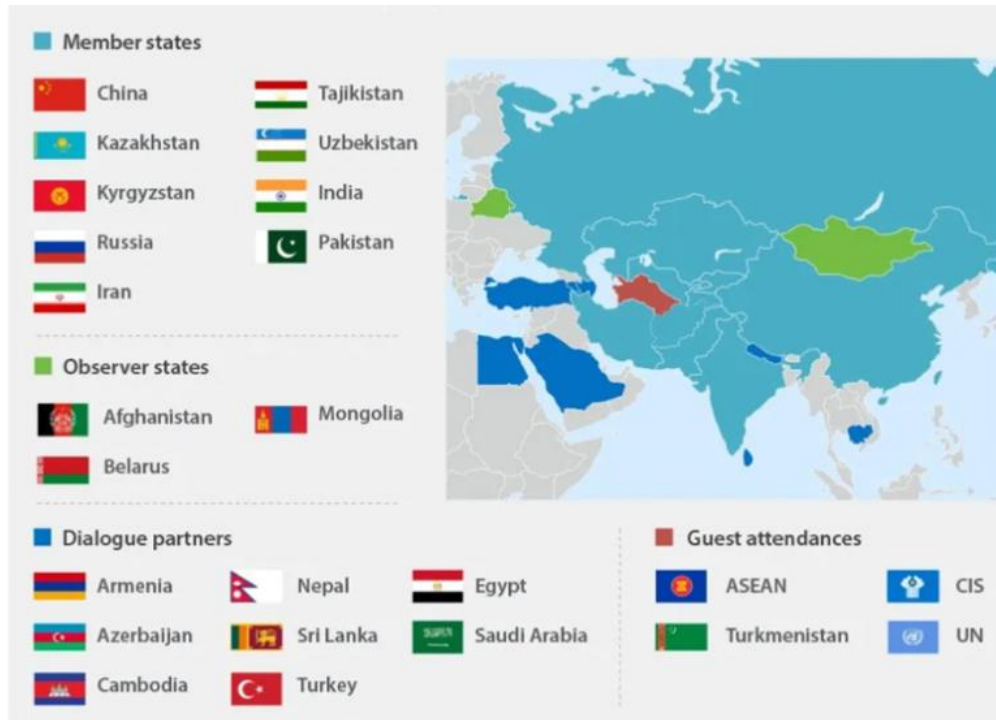 Member states
China
Tajikistan
Kazakhstan
Uzbekistan
Kyrgyzstan
India
Russia
Pakistan
Iran
Observer states
Afghanistan
Mongolia
Belarus
Dialogue partners
Armenia
Nepal
Egypt
Azerbaijan
Sri Lanka
Saudi Arabia
Cambodia
Turkey
Guest attendances
ASEAN
CIS
Turkmenistan
UN